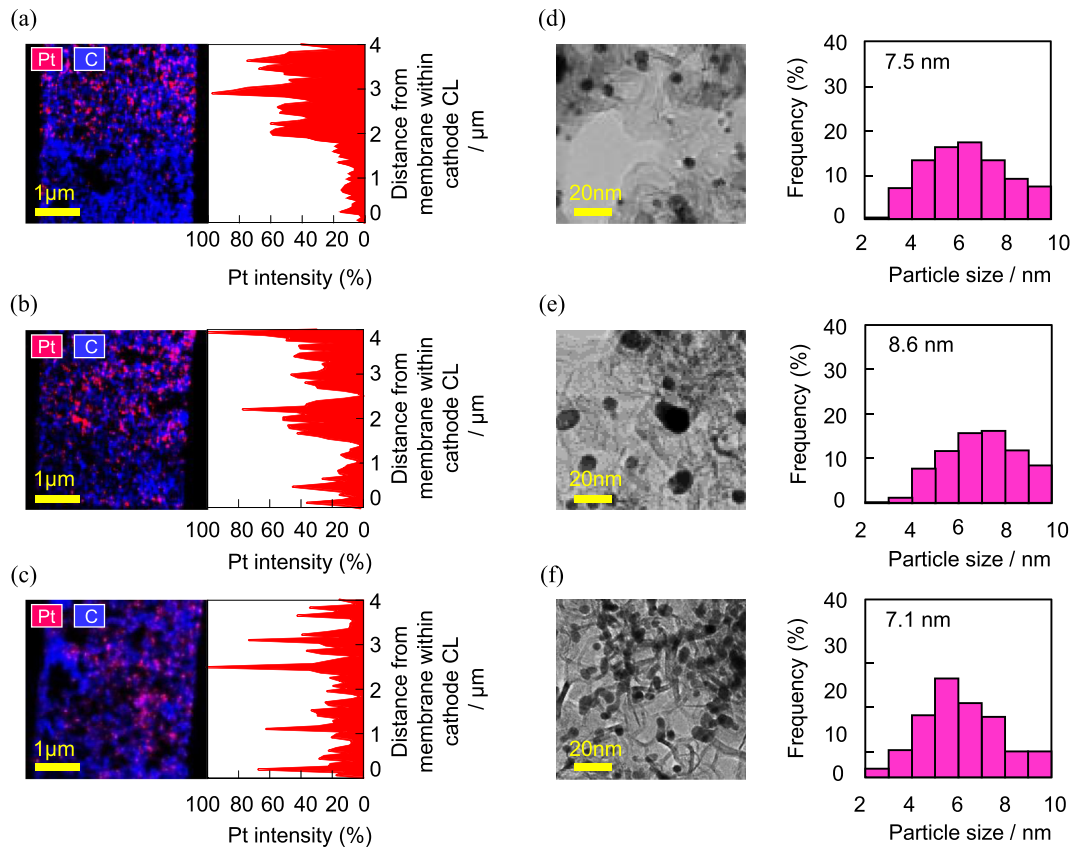 (a)
Pt C
1µm
4
3
2
1
0
100 80 60 40 20 0
Pt intensity (%)
Distance from
membrane within
cathode CL
/ µm
(d)
20nm
7.5 nm
40
30
20
10
0
2 4 6 8 10
Frequency (%)
Particle size / nm
(b)
Pt C
1µm
4
3
2
1
0
100 80 60 40 20 0
Pt intensity (%)
Distance from
membrane within
cathode CL
/ µm
(e)
20nm
8.6 nm
40
30
20
10
0
2 4 6 8 10
Frequency (%)
Particle size / nm
(c)
Pt C
1µm
4
3
2
1
0
100 80 60 40 20 0
Pt intensity (%)
Distance from
membrane within
cathode CL
/ µm
(f)
20nm
7.1 nm
40
30
20
10
0
2 4 6 8 10
Frequency (%)
Particle size / nm